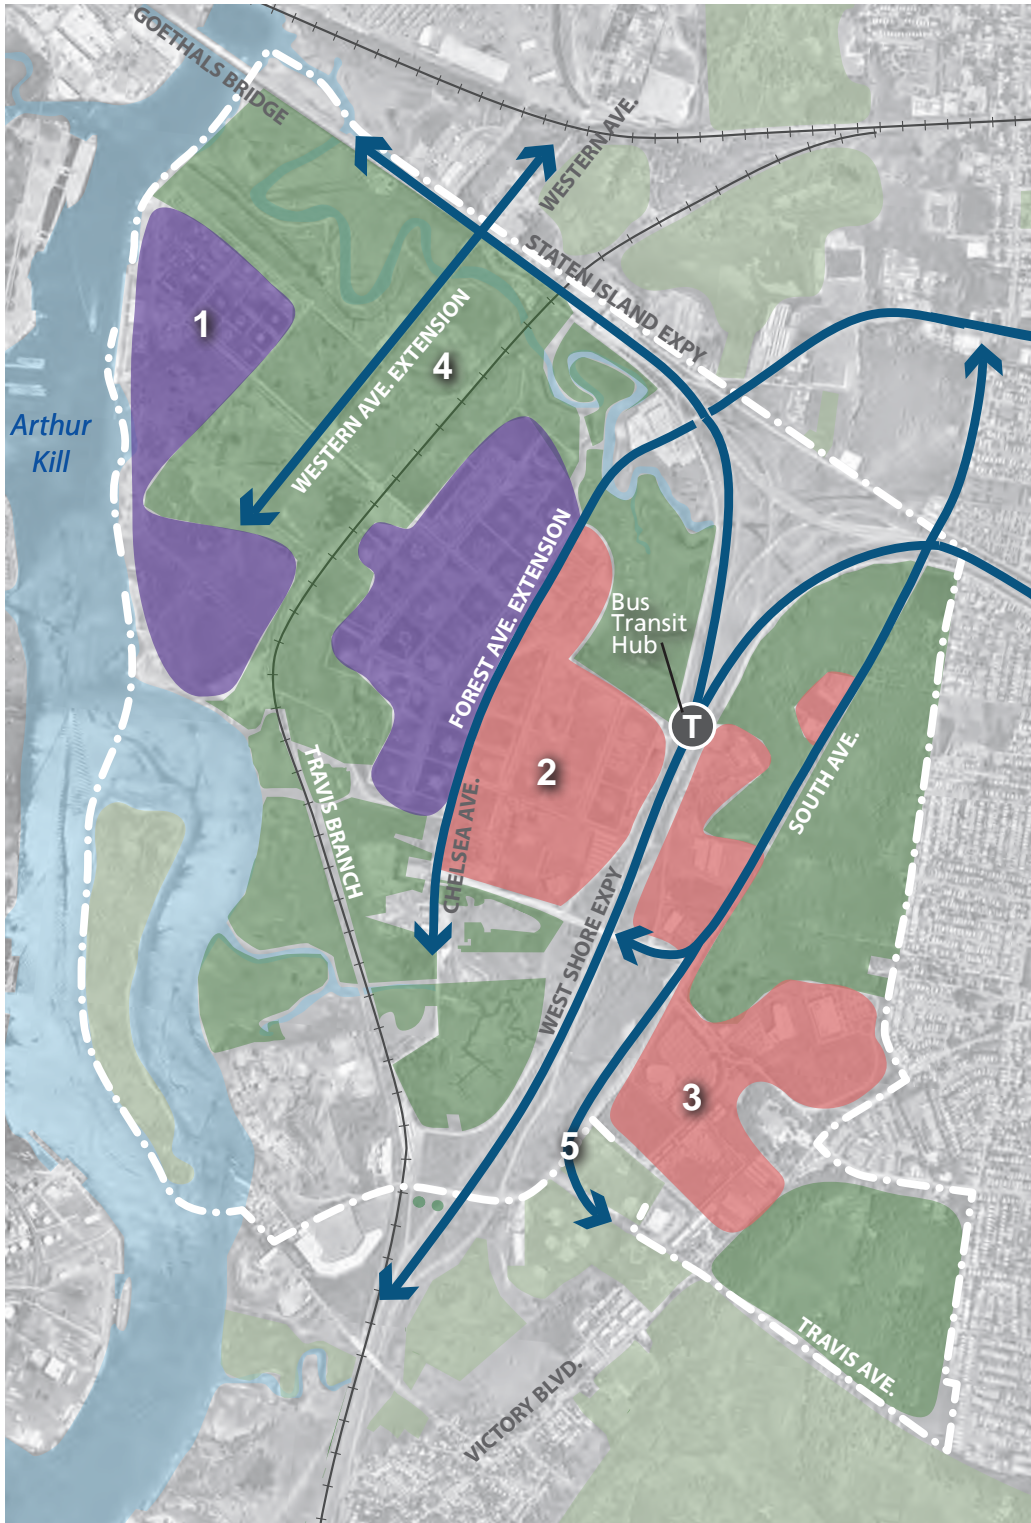 GOETHALS BRIDGE
WESTERN AVE.
STATEN ISLAND EXPY
1
WESTERN AVE. EXTENSION
4
Arthur
Kill
FOREST AVE. EXTENSION
Bus
Transit
Hub
T
2
SOUTH AVE.
TRAVIS BRANCH
CHELSEA AVE.
WEST SHORE EXPY
3
5
TRAVIS AVE.
VICTORY BLVD.